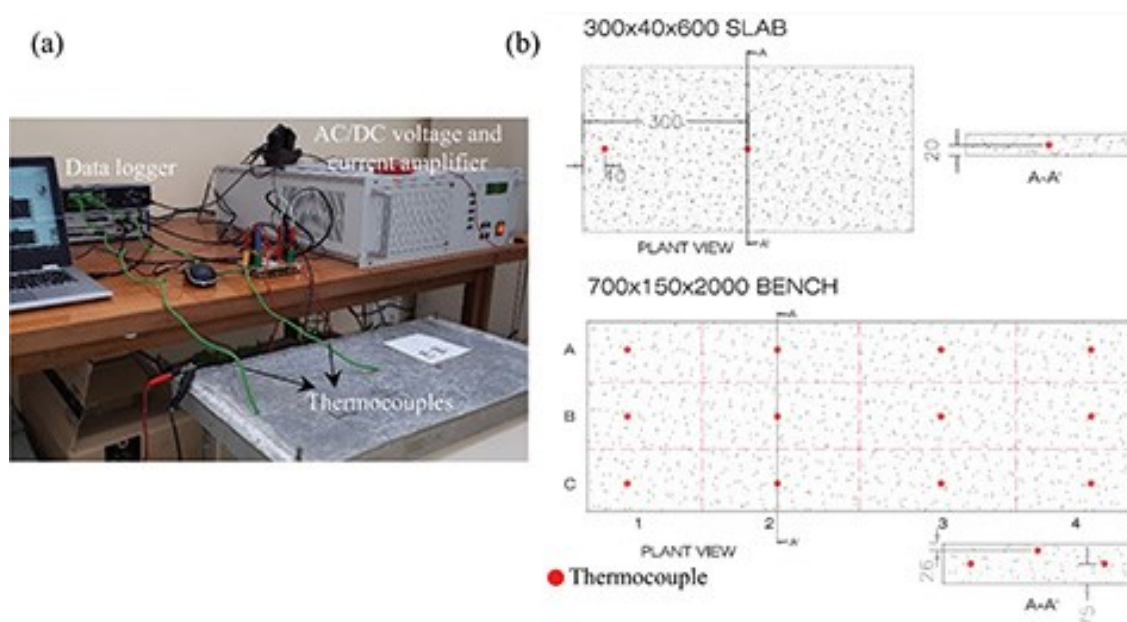 (a)
Data logger
AC/DC voltage and
current amplifier
Thermocouples
(b)
300x40x600 SLAB
A
300
40
A'
PLANT VIEW
20
A-A'
700x150x2000 BENCH
A
A
B
C
1
2
3
4
A'
PLANT VIEW
26
75
A-A'
Thermocouple